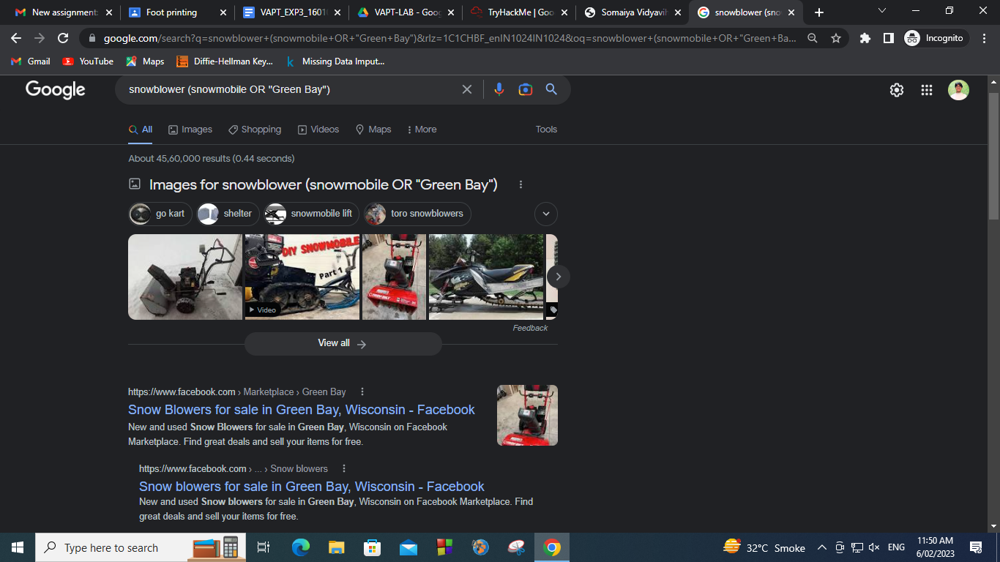 New assignment:
Foot printing
VAPT_EXP3_1601
VAPT-LAB - Goog
TryHackMe | Goo
Somaiya Vidyavih
snowblower (sno
google.com/search?q=snowblower+(snowmobile+OR+"Green+Bay")&rlz=1C1CHBF_enIN1024IN1024&oq=snowblower+(snowmobile+OR+"Green+Ba...
Incognito
Gmail
YouTube
Maps
Diffie-Hellman Key...
Missing Data Imput...
Google
snowblower (snowmobile OR "Green Bay")
All
Images
Shopping
Videos
Maps
More
Tools
About 45,60,000 results (0.44 seconds)
Images for snowblower (snowmobile OR "Green Bay")
go kart
shelter
snowmobile lift
toro snowblowers
DIY SNOWMOBILE
Part 1
Video
Feedback
View all
https://www.facebook.com › Marketplace › Green Bay
Snow Blowers for sale in Green Bay, Wisconsin - Facebook
New and used Snow Blowers for sale in Green Bay, Wisconsin on Facebook
Marketplace. Find great deals and sell your items for free.
https://www.facebook.com › ... › Snow blowers
Snow blowers for sale in Green Bay, Wisconsin - Facebook
New and used Snow blowers for sale in Green Bay, Wisconsin on Facebook Marketplace. Find
great deals and sell your items for free.
Type here to search
32°C Smoke
ENG
11:50 AM
6/02/2023